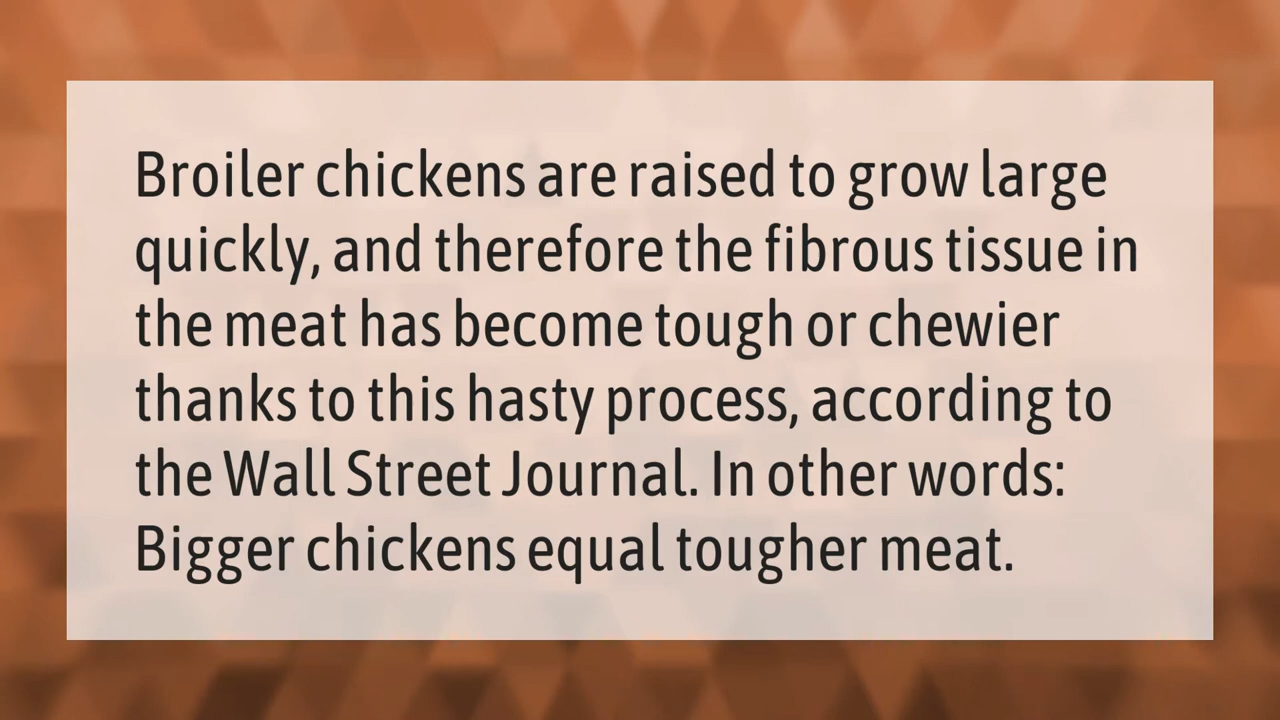 Broiler chickens are raised to grow large
quickly, and therefore the fibrous tissue in
the meat has become tough or chewier
thanks to this hasty process, according to
the Wall Street Journal. In other words:
Bigger chickens equal tougher meat.